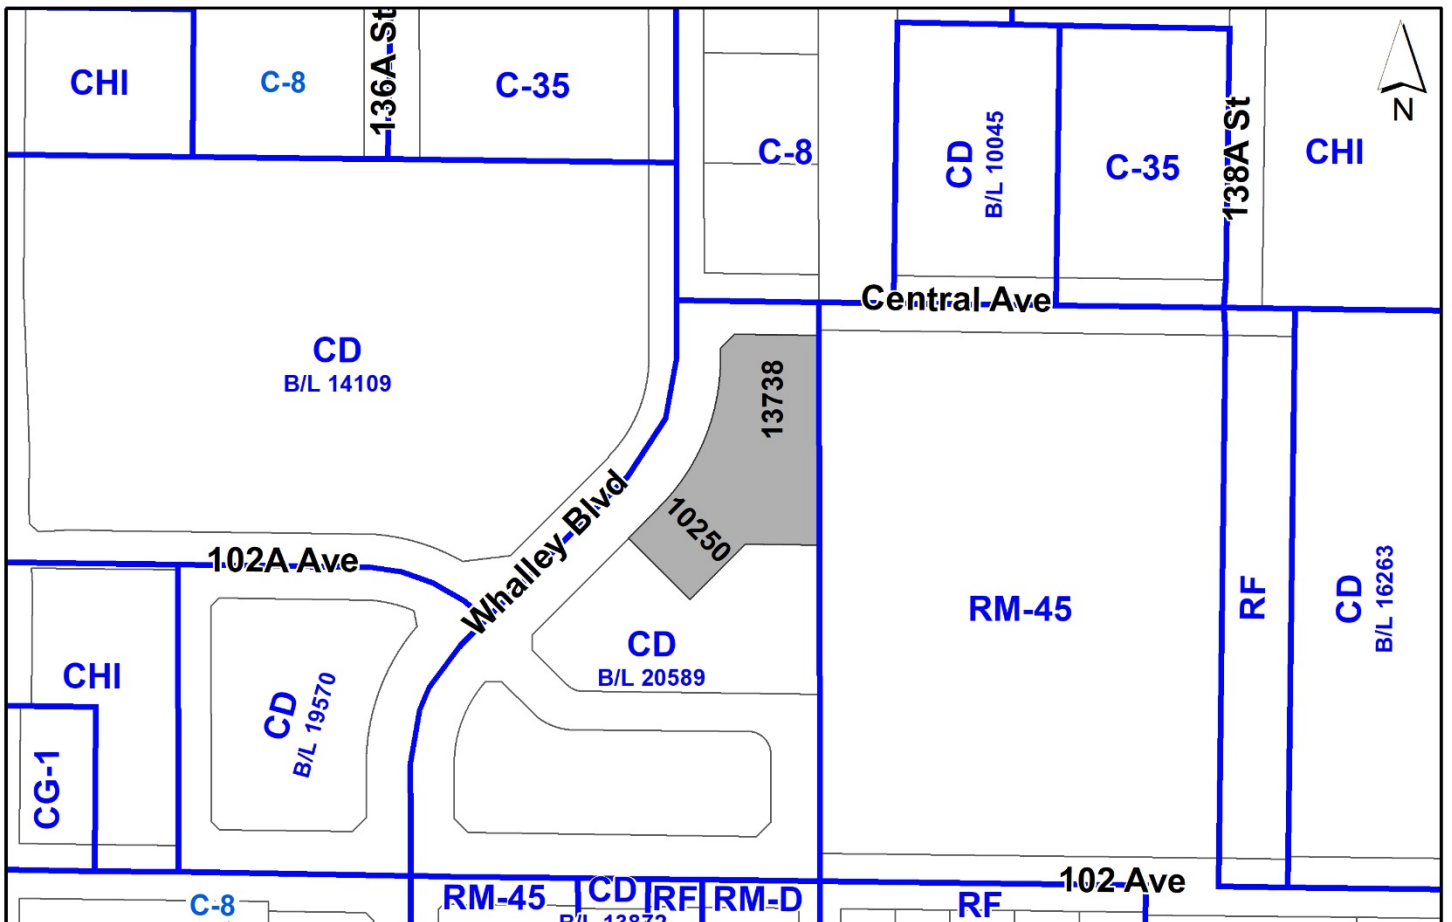 CHI
C-8
136A St
C-35
C-8
CD
B/L 10045
C-35
138A St
CHI
N
Central Ave
CD
B/L 14109
13738
10250
Whalley Blvd
102A Ave
CHI
CG-1
CD
B/L 19570
CD
B/L 20589
RM-45
RF
CD
B/L 16263
102 Ave
C-8
RM-45
CD
B/L 13872
RF
RM-D
RF